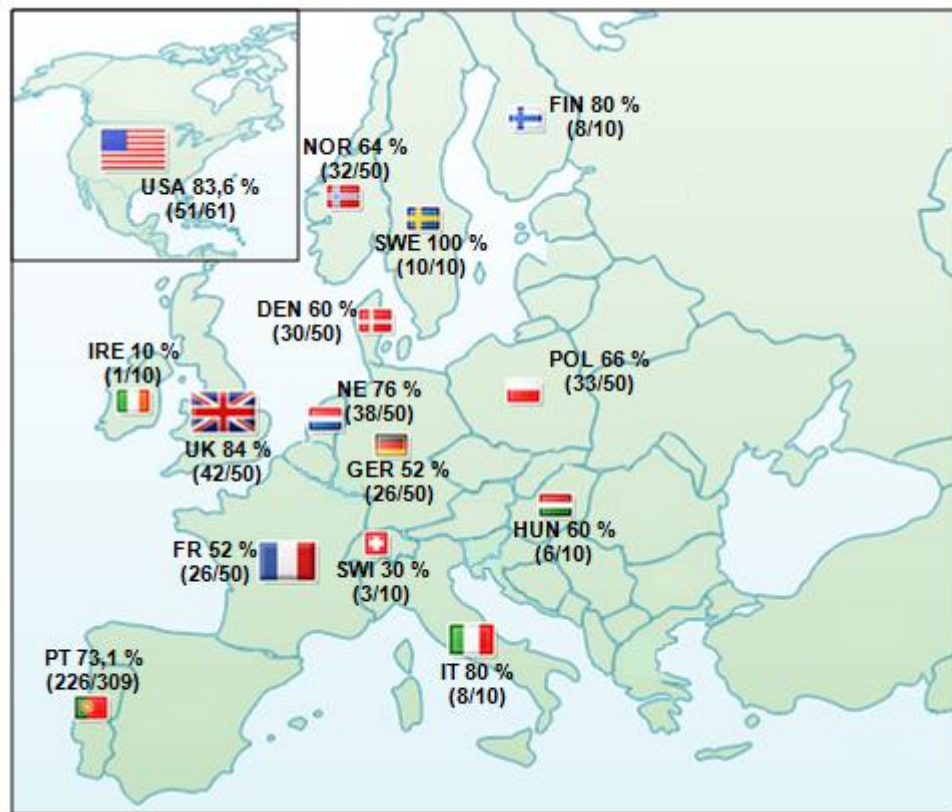 USA 83,6 %
(51/61)
NOR 64 %
(32/50)
FIN 80 %
(8/10)
SWE 100 %
(10/10)
DEN 60 %
(30/50)
IRE 10 %
(1/10)
UK 84 %
(42/50)
NE 76 %
(38/50)
GER 52 %
(26/50)
POL 66 %
(33/50)
HUN 60 %
(6/10)
FR 52 %
(26/50)
SWI 30 %
(3/10)
PT 73,1 %
(226/309)
IT 80 %
(8/10)